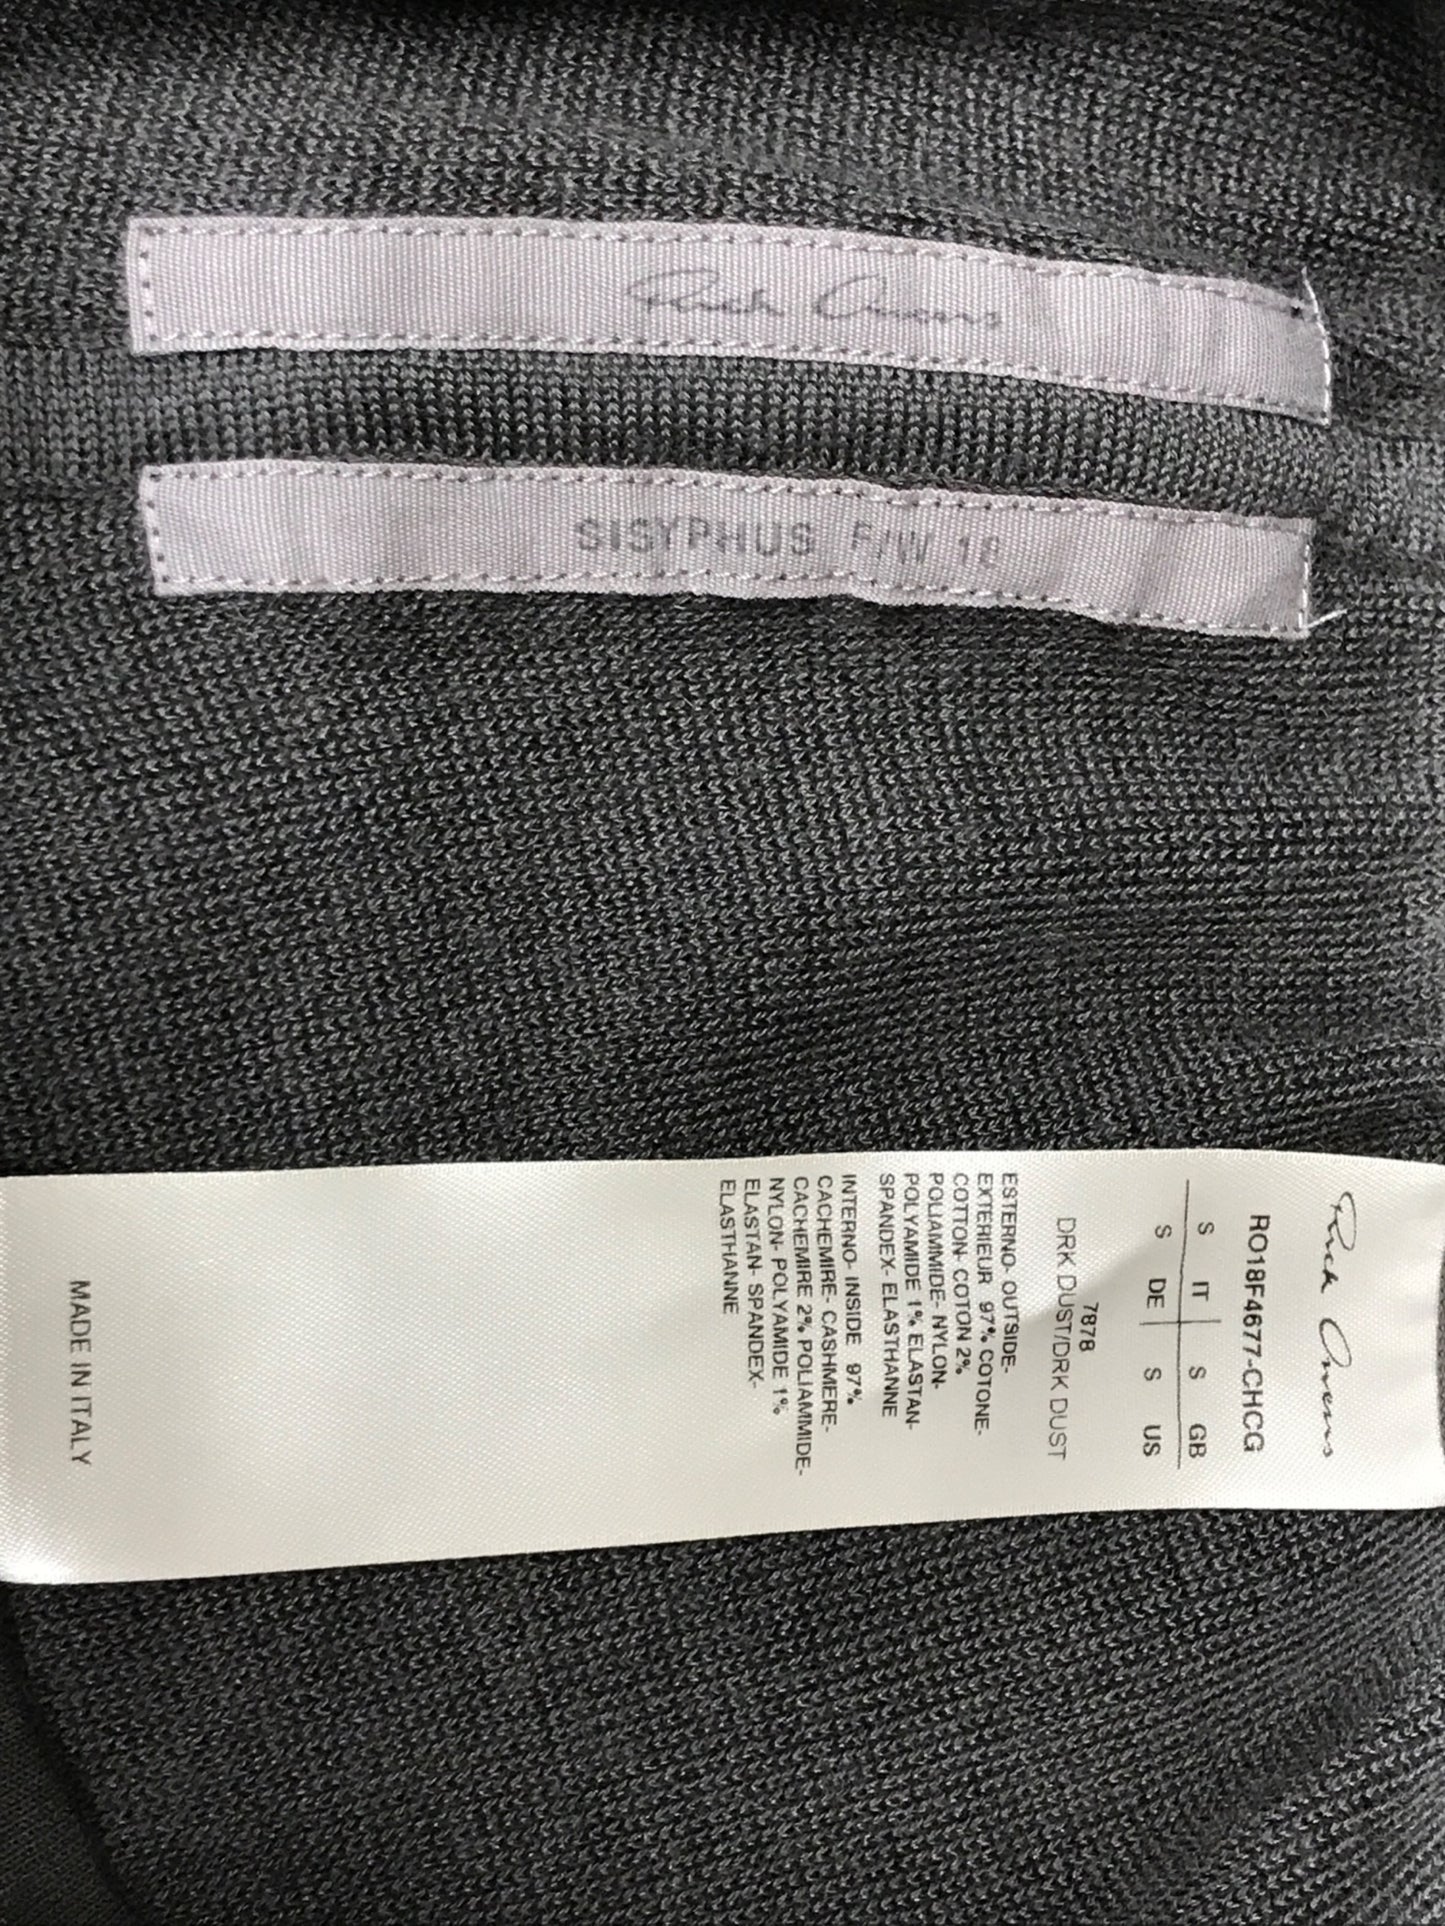 Rick Owens
SISYPHUS F/W 18
Rick Owens
RO18F4677-CHCG
S IT S GB
S DE S US
7878
DRK DUST/DRK DUST
ESTERNO- OUTSIDE-
EXTERIEUR 97% COTONE-
COTTON- COTON 2%
POLIAMMIDE- NYLON-
POLYAMIDE 1% ELASTAN-
SPANDEX- ELASTHANNE
INTERNO- INSIDE 97%
CACHEMIRE- CASHMERE-
CACHEMIRE 2% POLIAMMIDE-
NYLON- POLYAMIDE 1%
ELASTAN- SPANDEX-
ELASTHANNE
MADE IN ITALY